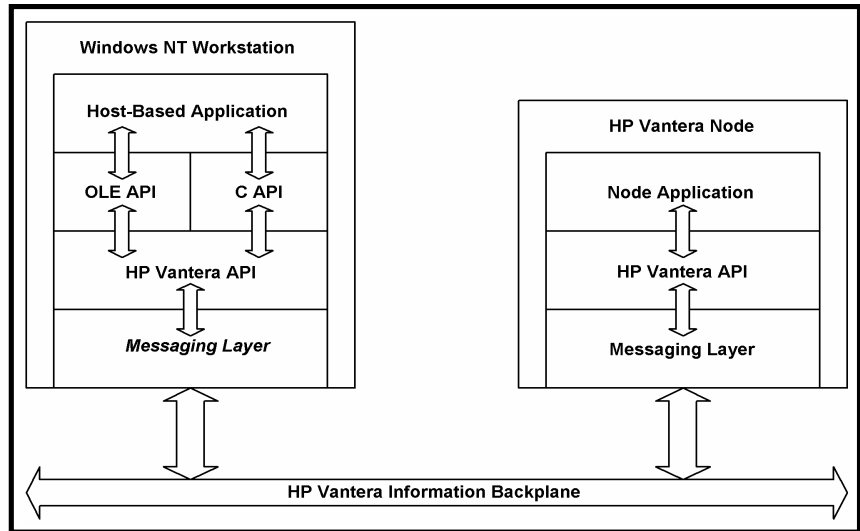 Windows NT Workstation
Host-Based Application
OLE API
C API
HP Vantera API
Messaging Layer
HP Vantera Node
Node Application
HP Vantera API
Messaging Layer
HP Vantera Information Backplane